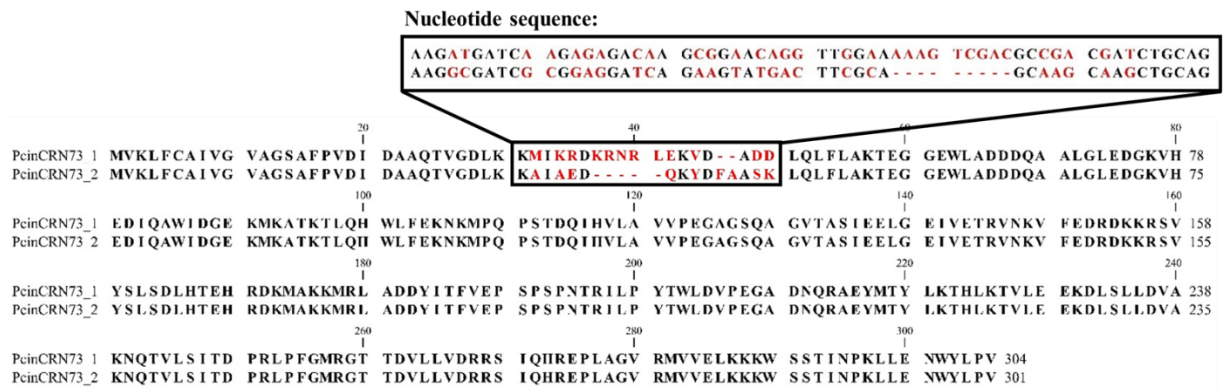 Nucleotide sequence:
AAGATGATCA AGAGAGACAA GCGGAACAGG TTGGAAAAAG TCGACGCCGA CGATCTGCAG
AAGGCGATCG CGGAGGATCA GAAGTATGAC TTCGCA---- -----GCAAG CAAGCTGCAG
20 40 60 80
PcinCRN73_1 MVKLFCAIVG VAGSAFPVDI DAAQTVGDLK KMIKRDKRNR LEKVD--ADD LQLFLAKTEG GEWLADDDQA ALGLEDGKVH 78
PcinCRN73_2 MVKLFCAIVG VAGSAFPVDI DAAQTVGDLK KAIAED---- -QKYDFAASK LQLFLAKTEG GEWLADDDQA ALGLEDGKVH 75
100 120 140 160
PcinCRN73_1 EDIQAWIDGE KMKATKTLQH WLFEKNKMPQ PSTDQIHVLA VVPEGAGSQA GVTASIEELG EIVETRVNKV FEDRDKKRSV 158
PcinCRN73_2 EDIQAWIDGE KMKATKTLQH WLFEKNKMPQ PSTDQIHVLA VVPEGAGSQA GVTASIEELG EIVETRVNKV FEDRDKKRSV 155
180 200 220 240
PcinCRN73_1 YSLSDLHTEH RDKMAKKMRL ADDYITFVEP SPSPNTRILP YTWLDVPEGA DNQRAEYMTY LKTHLKTVLE EKDLSLLDVA 238
PcinCRN73_2 YSLSDLHTEH RDKMAKKMRL ADDYITFVEP SPSPNTRILP YTWLDVPEGA DNQRAEYMTY LKTHLKTVLE EKDLSLLDVA 235
260 280 300
PcinCRN73_1 KNQTVLSITD PRLPFGMRGT TDVLLVDRRS IQHREPLAGV RMVVELKKKW SSTINPKLLE NWYLPV 304
PcinCRN73_2 KNQTVLSITD PRLPFGMRGT TDVLLVDRRS IQHREPLAGV RMVVELKKKW SSTINPKLLE NWYLPV 301